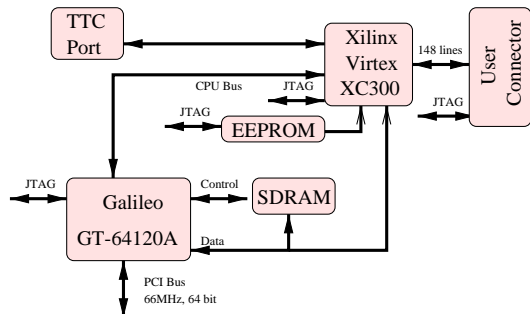 TTC
Port
Xilinx
Virtex
XC300
148 lines
User
Connector
CPU Bus
JTAG
JTAG
JTAG
EEPROM
JTAG
Galileo
GT-64120A
Control
SDRAM
Data
PCI Bus
66MHz, 64 bit